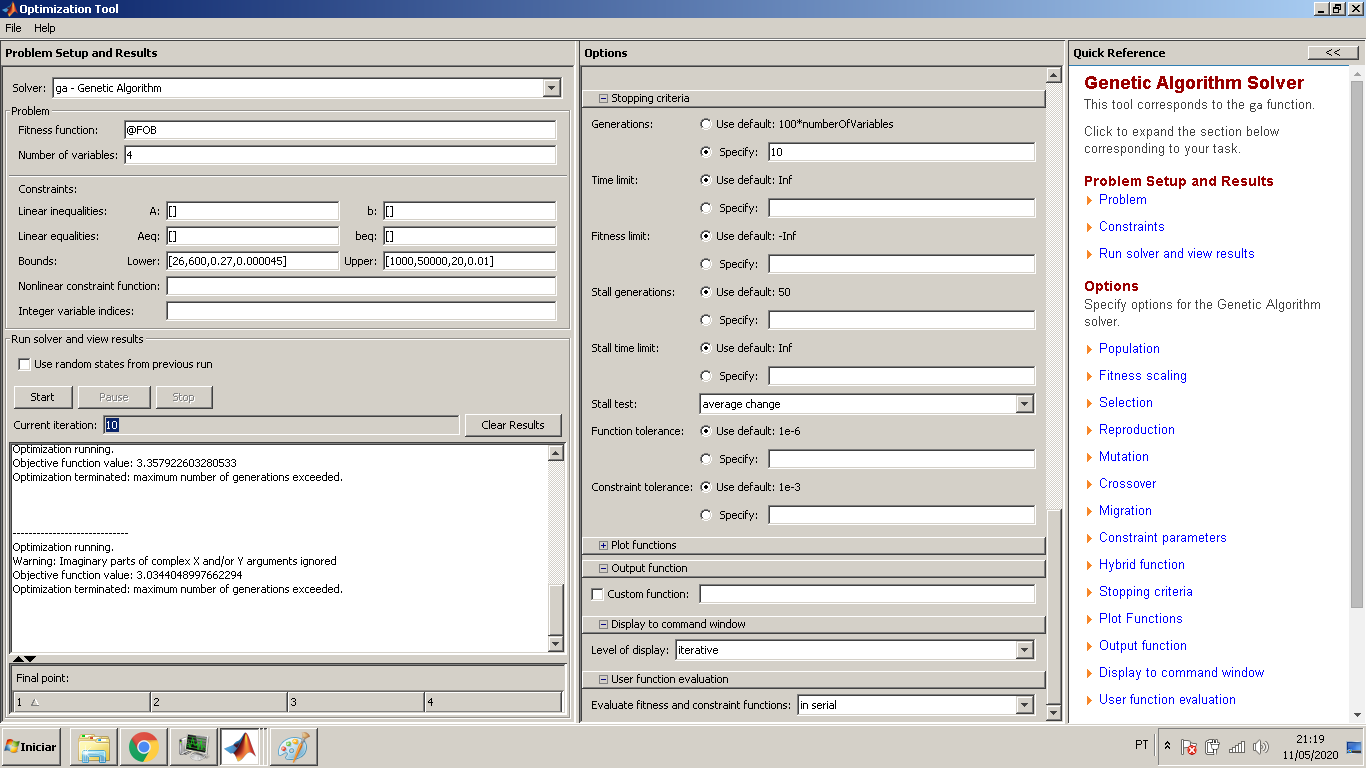 Optimization Tool
File Help
Problem Setup and Results
Solver: ga - Genetic Algorithm
Problem
Fitness function: @FOB
Number of variables: 4
Constraints:
Linear inequalities: A: [] b: []
Linear equalities: Aeq: [] beq: []
Bounds: Lower: [26,600,0.27,0.000045] Upper: [1000,50000,20,0.01]
Nonlinear constraint function:
Integer variable indices:
Run solver and view results
Use random states from previous run
Start Pause Stop
Current iteration: 10 Clear Results
Optimization running.
Objective function value: 3.357922603280533
Optimization terminated: maximum number of generations exceeded.
-----------------------------
Optimization running.
Warning: Imaginary parts of complex X and/or Y arguments ignored
Objective function value: 3.0344048997662294
Optimization terminated: maximum number of generations exceeded.
Final point:
1 2 3 4
Options
Stopping criteria
Generations: Use default: 100*numberOfVariables
Specify: 10
Time limit: Use default: Inf
Specify:
Fitness limit: Use default: -Inf
Specify:
Stall generations: Use default: 50
Specify:
Stall time limit: Use default: Inf
Specify:
Stall test: average change
Function tolerance: Use default: 1e-6
Specify:
Constraint tolerance: Use default: 1e-3
Specify:
Plot functions
Output function
Custom function:
Display to command window
Level of display: iterative
User function evaluation
Evaluate fitness and constraint functions: in serial
Quick Reference <<
Genetic Algorithm Solver
This tool corresponds to the ga function.
Click to expand the section below
corresponding to your task.
Problem Setup and Results
Problem
Constraints
Run solver and view results
Options
Specify options for the Genetic Algorithm
solver.
Population
Fitness scaling
Selection
Reproduction
Mutation
Crossover
Migration
Constraint parameters
Hybrid function
Stopping criteria
Plot Functions
Output function
Display to command window
User function evaluation
Iniciar
PT
21:19
11/05/2020